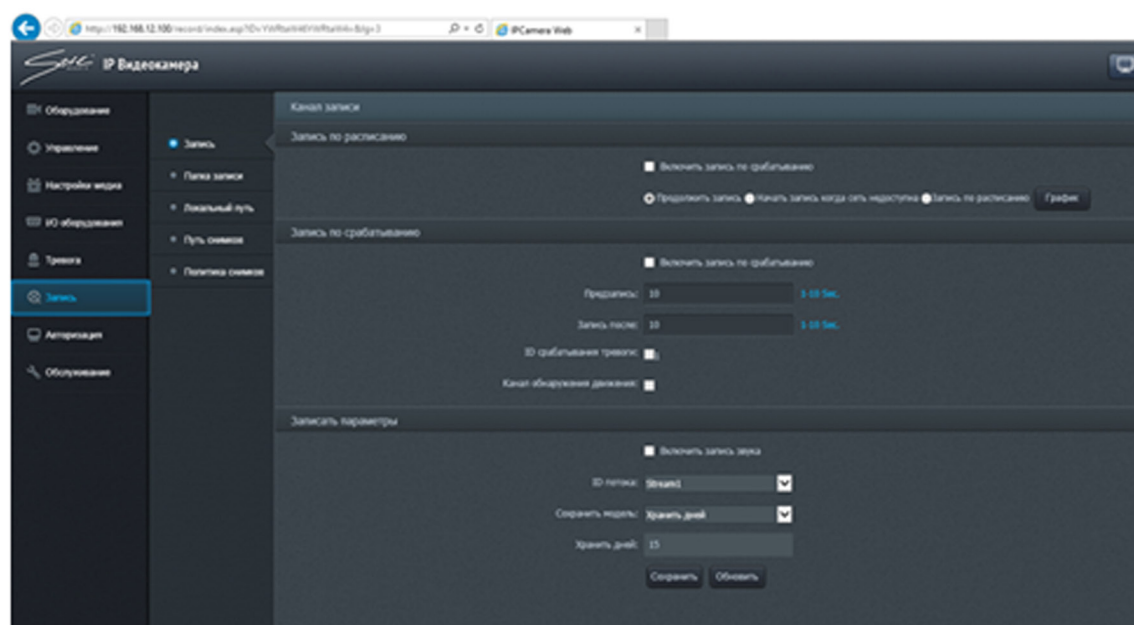 IPCamera Web
IP Видеокамера
Оборудование
Управление
Настройки медиа
I/O оборудования
Тревога
Запись
Авторизация
Обслуживание
Запись
Папка записи
Локальный путь
Путь снимков
Политика снимков
Канал записи
Запись по расписанию
Включить запись по срабатыванию
Продолжить запись Начать запись когда сеть недоступна Запись по расписанию График
Запись по срабатыванию
Включить запись по срабатыванию
Предзапись: 10 1-10 Sec.
Запись после: 10 1-10 Sec.
ID срабатывания тревоги:
Канал обнаружения движения:
Записать параметры
Включить запись звука
ID потока: Stream1
Сохранить модель: Хранить дней
Хранить дней: 15
Сохранить Обновить